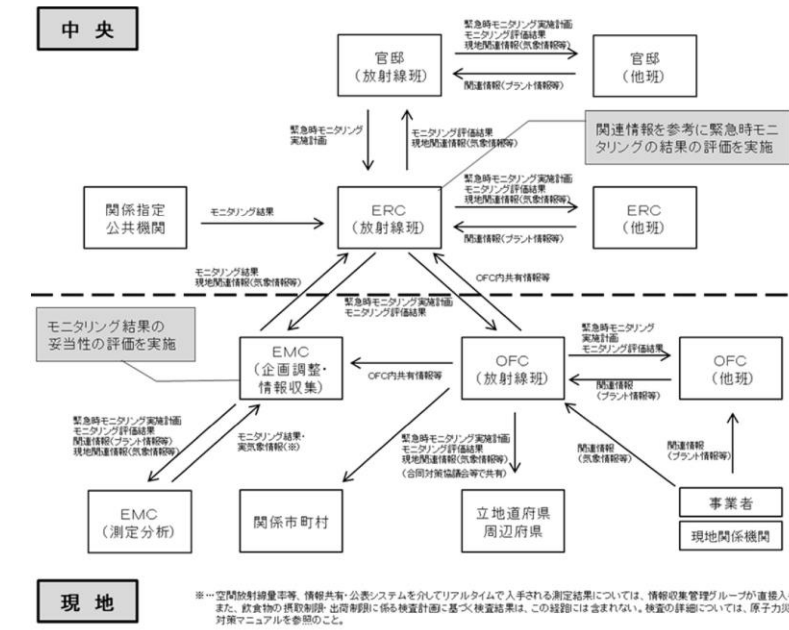 中 央
官邸
（放射線班）
緊急時モニタリング実施計画
モニタリング評価結果
現地関連情報（気象情報等）
関連情報（プラント情報等）
官邸
（他班）
緊急時モニタリング
実施計画
モニタリング評価結果
現地関連情報（気象情報等）
関連情報を参考に緊急時モニ
タリングの結果の評価を実施
関係指定
公共機関
モニタリング結果
ERC
（放射線班）
緊急時モニタリング実施計画
モニタリング評価結果
現地関連情報（気象情報等）
関連情報（プラント情報等）
ERC
（他班）
モニタリング結果
現地関連情報（気象情報等）
OFC内共有情報等
緊急時モニタリング実施計画
モニタリング評価結果
モニタリング結果の
妥当性の評価を実施
EMC
（企画調整・
情報収集）
OFC内共有情報等
OFC
（放射線班）
緊急時モニタリング
実施計画
モニタリング評価結果
関連情報
（プラント情報等）
OFC
（他班）
緊急時モニタリング実施計画
モニタリング評価結果
関連情報（プラント情報等）
現地関連情報（気象情報等）
モニタリング結果・
実気象情報（※）
緊急時モニタリング実施計画
モニタリング評価結果
現地関連情報（気象情報等）
（合同対策協議会等で共有）
関連情報
（気象情報等）
関連情報
（プラント情報等）
EMC
（測定分析）
関係市町村
立地道府県
周辺府県
事業者
現地関係機関
現 地
※…空間放射線量率等、情報共有・公表システムを介してリアルタイムで入手される測定結果については、情報収集管理グループが直接入
また、飲食物の摂取制限・出荷制限に係る検査計画に基づく検査結果は、この経路には含まれない。検査の詳細については、原子力災
対策マニュアルを参照のこと。